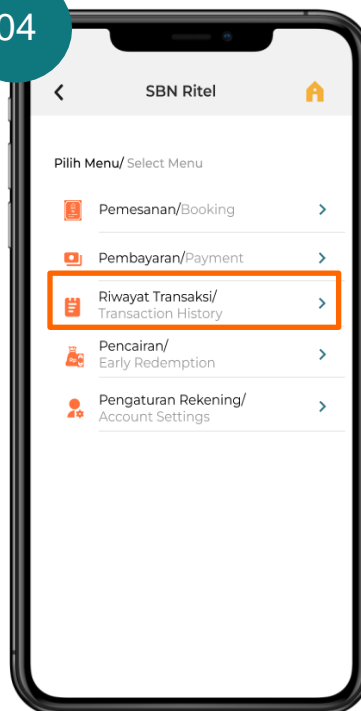 04
SBN Ritel
Pilih Menu/ Select Menu
Pemesanan/Booking
Pembayaran/Payment
Riwayat Transaksi/
Transaction History
Pencairan/
Early Redemption
Pengaturan Rekening/
Account Settings